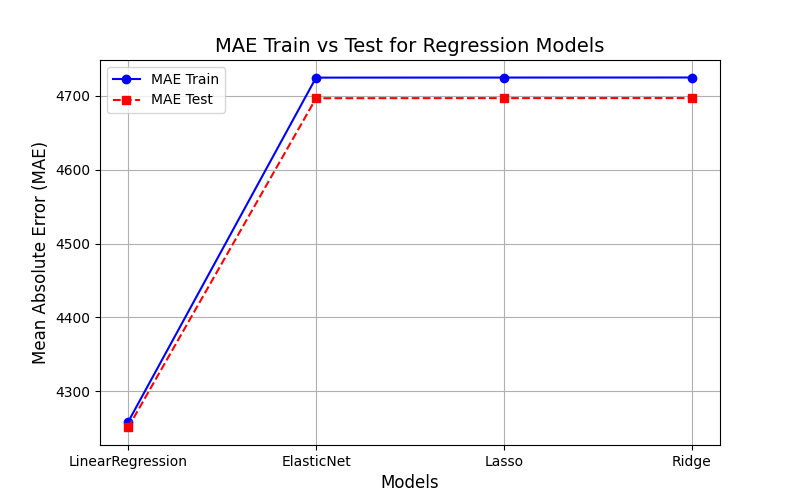 MAE Train vs Test for Regression Models
MAE Train
MAE Test
Mean Absolute Error (MAE)
4700
4600
4500
4400
4300
LinearRegression
ElasticNet
Lasso
Ridge
Models